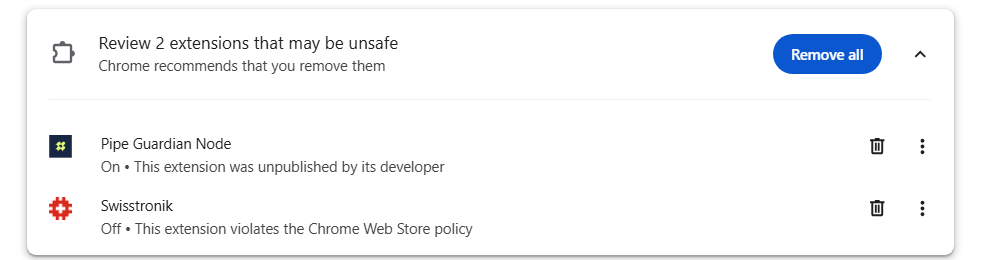 Review 2 extensions that may be unsafe
Chrome recommends that you remove them
Remove all
Pipe Guardian Node
On • This extension was unpublished by its developer
Swisstronik
Off • This extension violates the Chrome Web Store policy